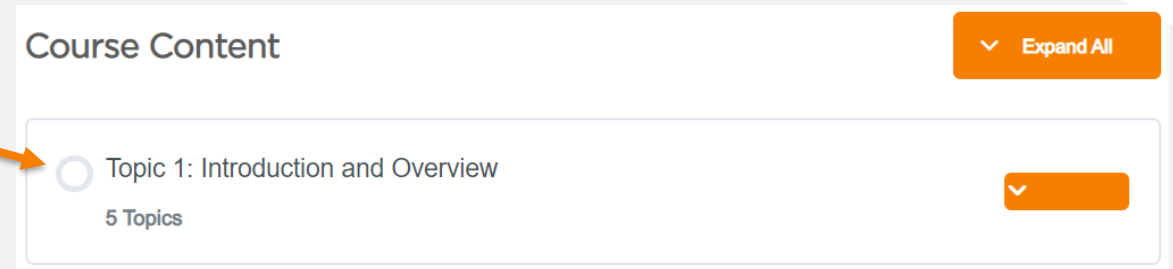 Course Content
Expand All
Topic 1: Introduction and Overview
5 Topics